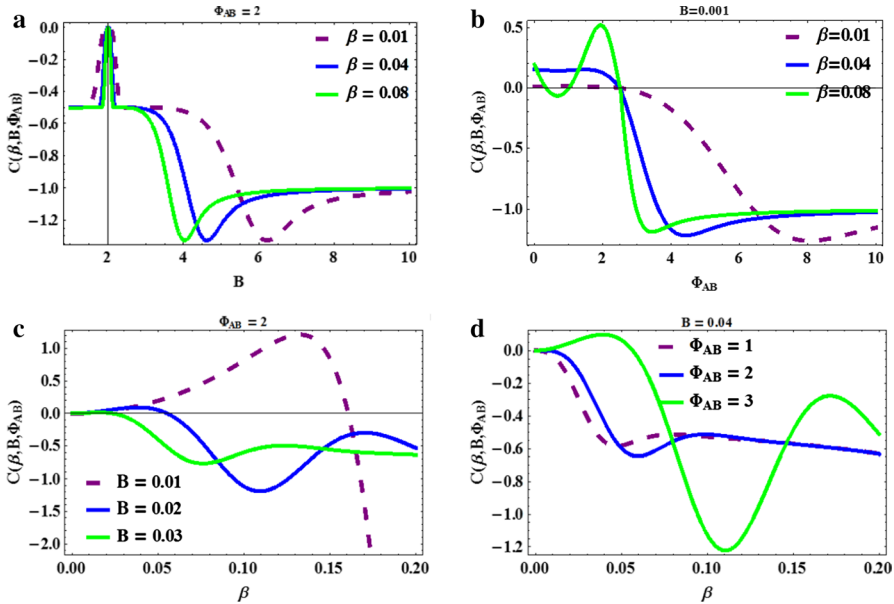 a
Φ_AB = 2
C(β,B,Φ_AB)
0.0
−0.2
−0.4
−0.6
−0.8
−1.0
−1.2
β = 0.01
β = 0.04
β = 0.08
2
4
6
8
10
B
b
B=0.001
C(β,B,Φ_AB)
0.5
0.0
−0.5
−1.0
β=0.01
β=0.04
β=0.08
0
2
4
6
8
10
Φ_AB
c
Φ_AB = 2
C(β,B,Φ_AB)
1.0
0.5
0.0
−0.5
−1.0
−1.5
−2.0
B = 0.01
B = 0.02
B = 0.03
0.00
0.05
0.10
0.15
0.20
β
d
B = 0.04
C(β,B,Φ_AB)
0.0
−0.2
−0.4
−0.6
−0.8
−1.0
−1.2
Φ_AB = 1
Φ_AB = 2
Φ_AB = 3
0.00
0.05
0.10
0.15
0.20
β